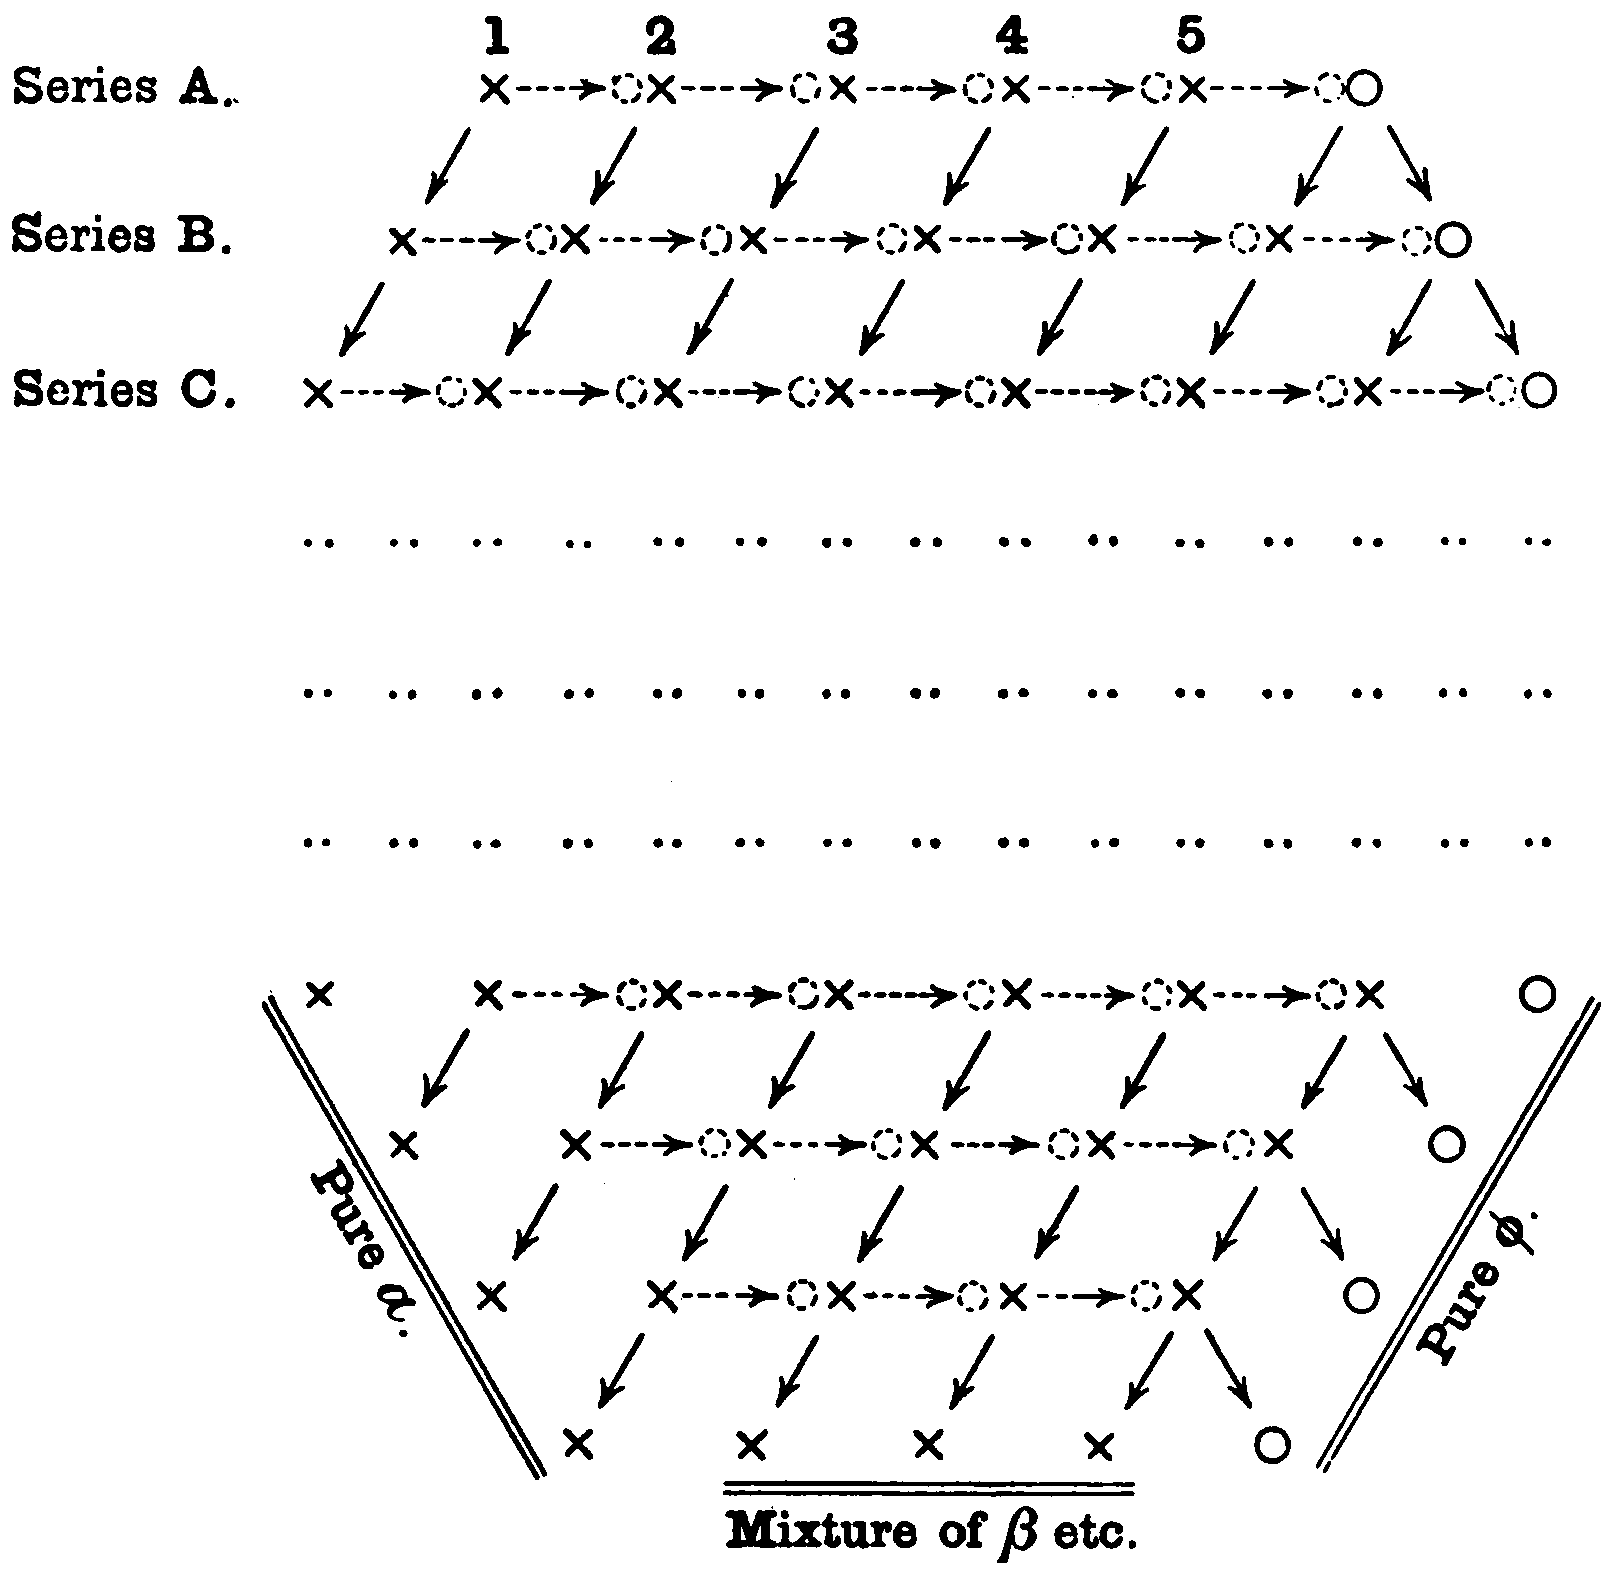 1 2 3 4 5
Series A.
Series B.
Series C.
Pure α.
Pure ϕ.
Mixture of β etc.